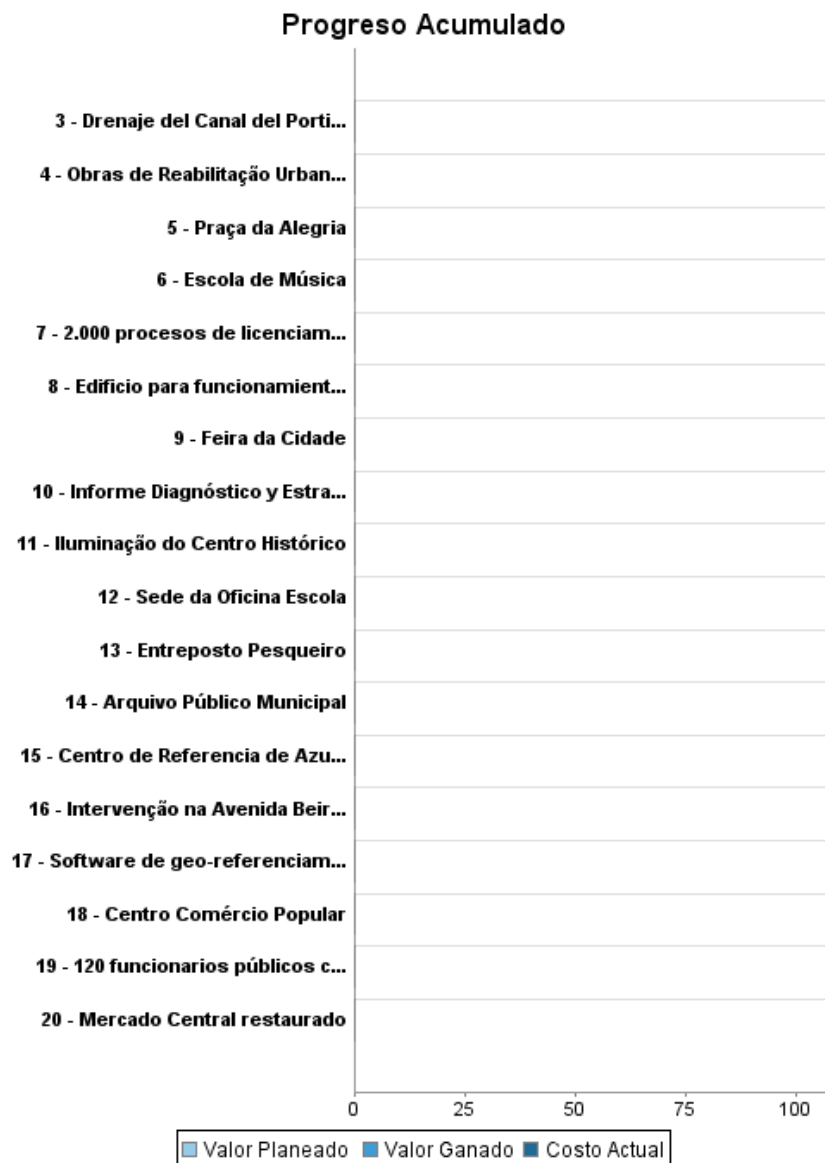 Progreso Acumulado
3 - Drenaje del Canal del Porti...
4 - Obras de Reabilitação Urban...
5 - Praça da Alegria
6 - Escola de Música
7 - 2.000 procesos de licenciam...
8 - Edificio para funcionamient...
9 - Feira da Cidade
10 - Informe Diagnóstico y Estra...
11 - Iluminação do Centro Histórico
12 - Sede da Oficina Escola
13 - Entreposto Pesqueiro
14 - Arquivo Público Municipal
15 - Centro de Referencia de Azu...
16 - Intervenção na Avenida Beir...
17 - Software de geo-referenciam...
18 - Centro Comércio Popular
19 - 120 funcionarios públicos c...
20 - Mercado Central restaurado
0 25 50 75 100
Valor Planeado Valor Ganado Costo Actual